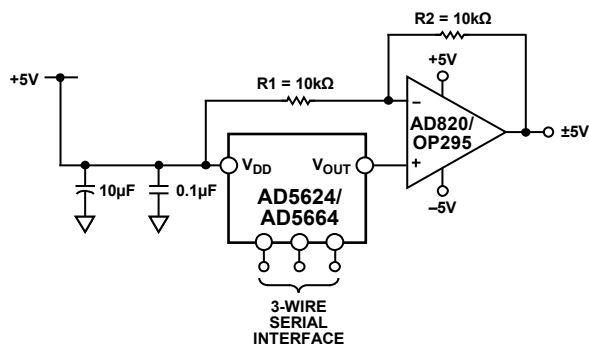 R2 = 10kΩ
+5V
R1 = 10kΩ
+5V
–
AD820/
OP295
+
±5V
–5V
VDD
VOUT
10µF
0.1µF
AD5624/
AD5664
3-WIRE
SERIAL
INTERFACE